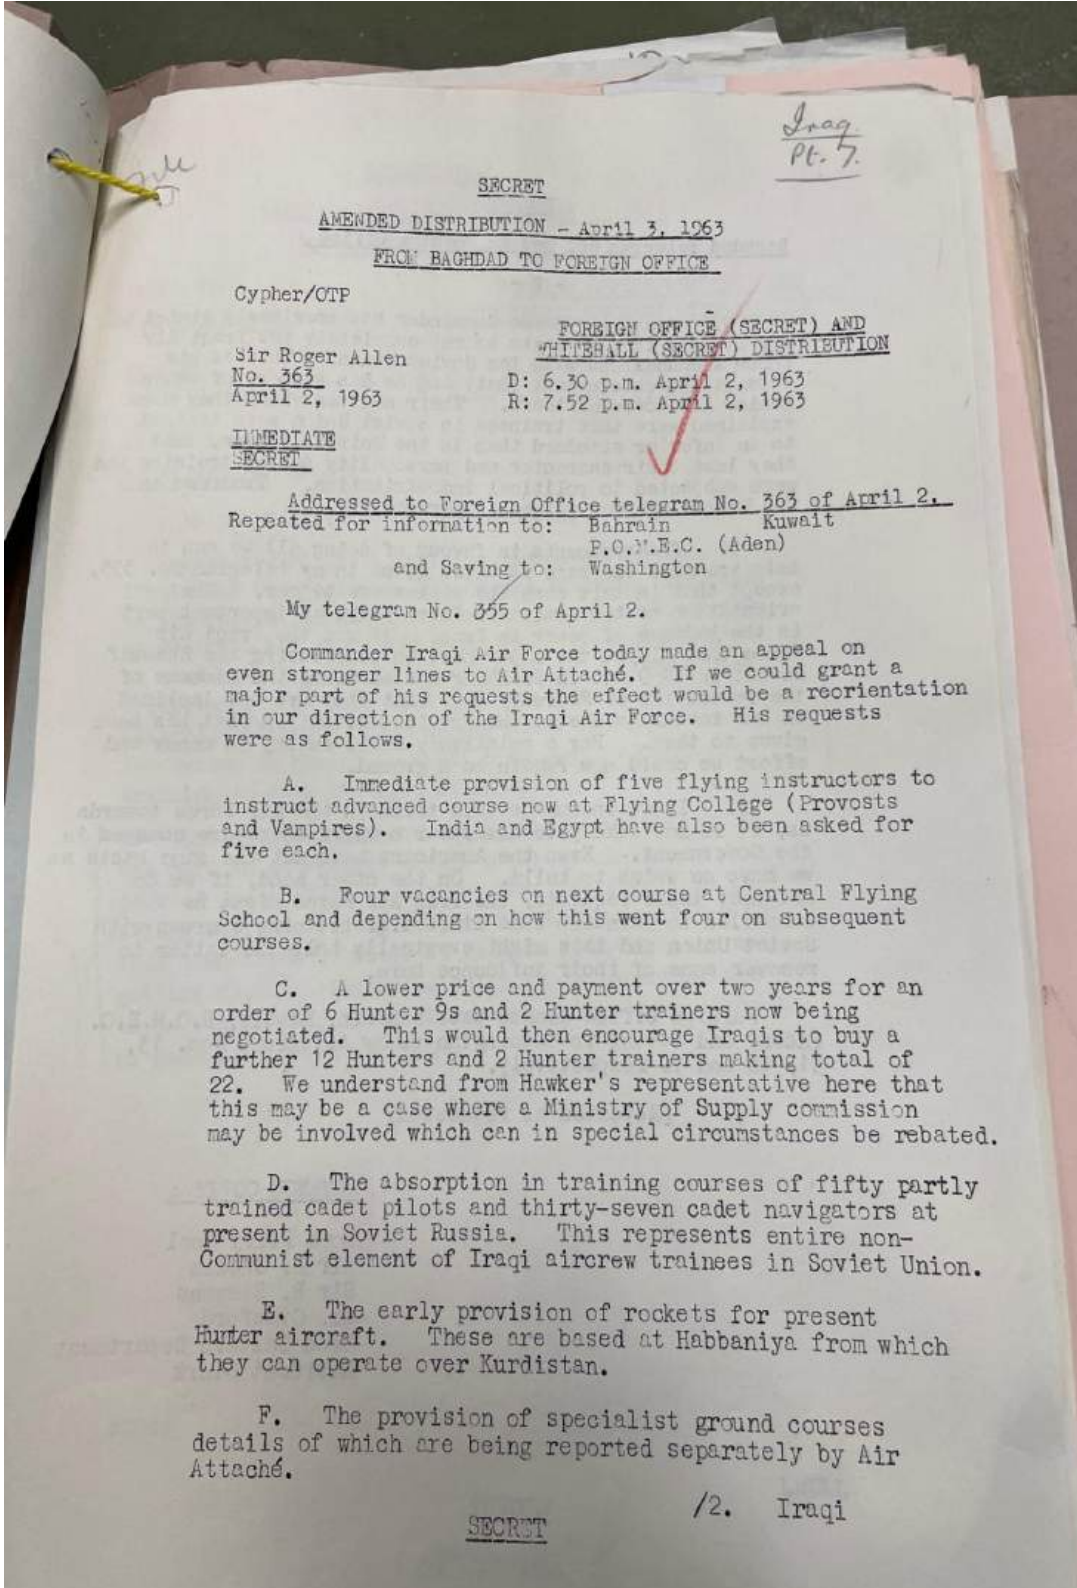 Iraq
Pt. 7.
SECRET
AMENDED DISTRIBUTION - April 3, 1963
FROM BAGHDAD TO FOREIGN OFFICE
Cypher/OTP
FOREIGN OFFICE (SECRET) AND
WHITEHALL (SECRET) DISTRIBUTION
Sir Roger Allen
No. 363
April 2, 1963
D: 6.30 p.m. April 2, 1963
R: 7.52 p.m. April 2, 1963
IMMEDIATE
SECRET
Addressed to Foreign Office telegram No. 363 of April 2.
Repeated for information to: Bahrain Kuwait
P.O.M.E.C. (Aden)
and Saving to: Washington
My telegram No. 355 of April 2.
Commander Iraqi Air Force today made an appeal on
even stronger lines to Air Attaché. If we could grant a
major part of his requests the effect would be a reorientation
in our direction of the Iraqi Air Force. His requests
were as follows.
A. Immediate provision of five flying instructors to
instruct advanced course now at Flying College (Provosts
and Vampires). India and Egypt have also been asked for
five each.
B. Four vacancies on next course at Central Flying
School and depending on how this went four on subsequent
courses.
C. A lower price and payment over two years for an
order of 6 Hunter 9s and 2 Hunter trainers now being
negotiated. This would then encourage Iraqis to buy a
further 12 Hunters and 2 Hunter trainers making total of
22. We understand from Hawker's representative here that
this may be a case where a Ministry of Supply commission
may be involved which can in special circumstances be rebated.
D. The absorption in training courses of fifty partly
trained cadet pilots and thirty-seven cadet navigators at
present in Soviet Russia. This represents entire non-
Communist element of Iraqi aircrew trainees in Soviet Union.
E. The early provision of rockets for present
Hunter aircraft. These are based at Habbaniya from which
they can operate over Kurdistan.
F. The provision of specialist ground courses
details of which are being reported separately by Air
Attaché.
/2. Iraqi
SECRET